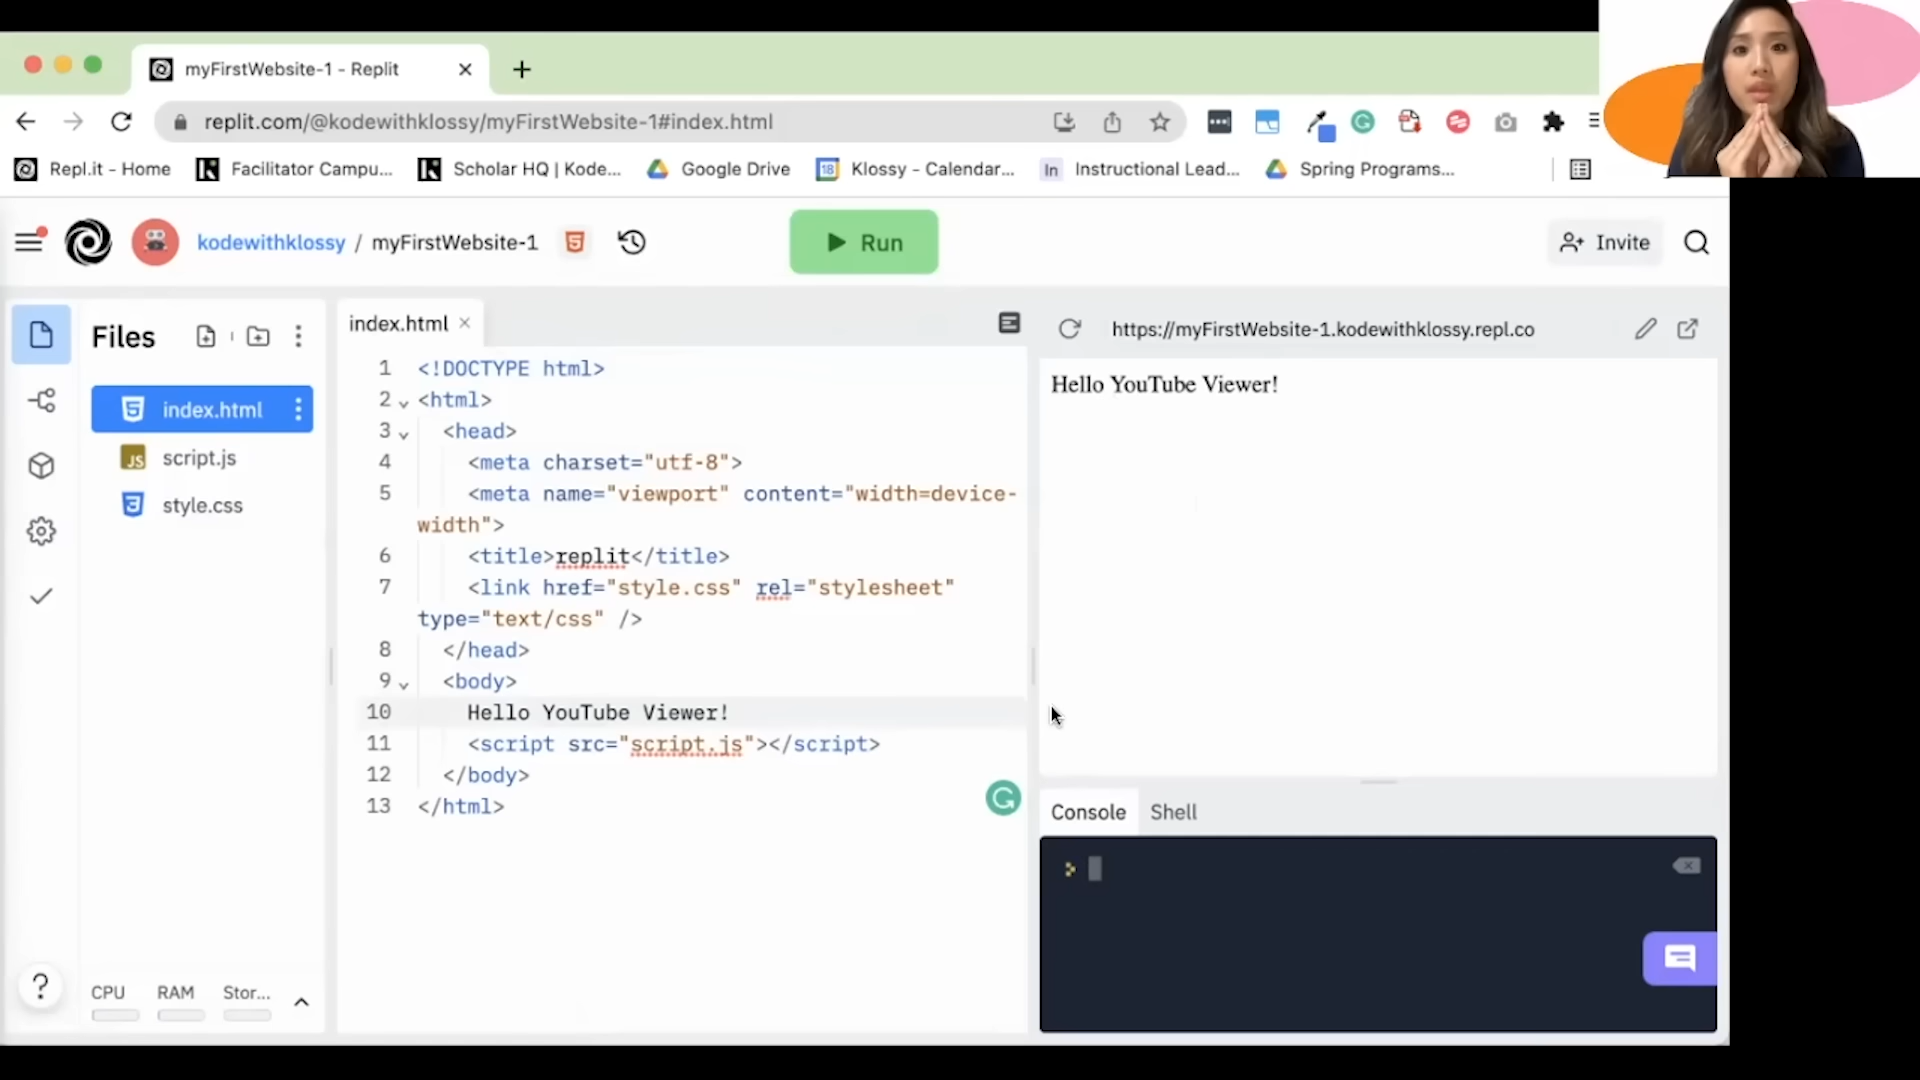 myFirstWebsite-1 - Replit
replit.com/@kodewithklossy/myFirstWebsite-1#index.html
Repl.it - Home Facilitator Campu... Scholar HQ | Kode... Google Drive 18 Klossy - Calendar... In Instructional Lead... Spring Programs...
kodewithklossy / myFirstWebsite-1 Run Invite
Files
index.html
script.js
style.css
CPU RAM Stor...
index.html
1 <!DOCTYPE html>
2 <html>
3 <head>
4 <meta charset="utf-8">
5 <meta name="viewport" content="width=device-
width">
6 <title>replit</title>
7 <link href="style.css" rel="stylesheet"
type="text/css" />
8 </head>
9 <body>
10 Hello YouTube Viewer!
11 <script src="script.js"></script>
12 </body>
13 </html>
https://myFirstWebsite-1.kodewithklossy.repl.co
Hello YouTube Viewer!
Console Shell